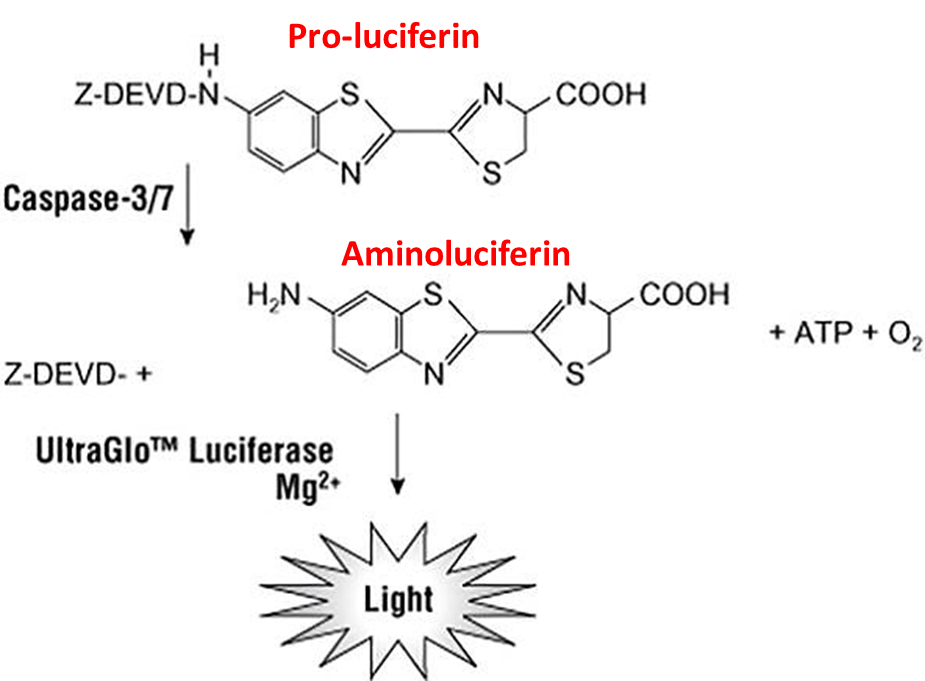 Pro-luciferin
H
Z-DEVD-N
S
N
COOH
N
S
Caspase-3/7
Aminoluciferin
H₂N
S
N
COOH
+ ATP + O₂
N
S
Z-DEVD- +
UltraGlo™ Luciferase
Mg²⁺
Light